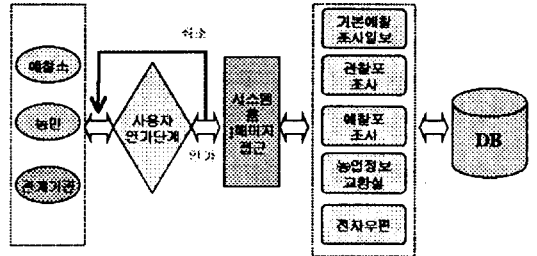 예찰소
농민
관계기관
취소
사용자
인가단계
인가
시스템
홈
페이지
접근
기본예찰
조사일보
관찰포
조사
예찰포
조사
농업정보
교환실
전자우편
DB